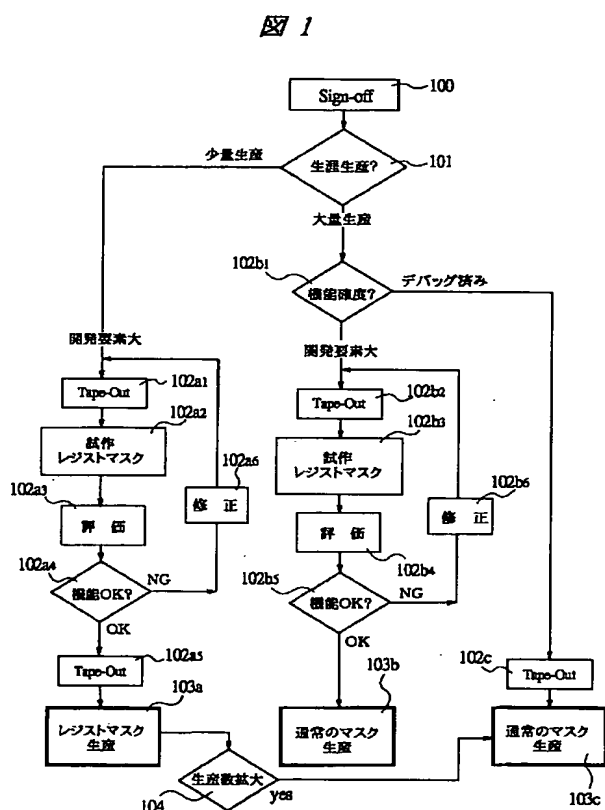 図 1
Sign-off
100
生涯生産?
101
少量生産
大量生産
102b1
機能確度?
デバッグ済み
開発要素大
開発要素大
Tape-Out
102a1
102a2
試作
レジストマスク
102a3
評 価
102a6
修 正
102a4
機能OK?
NG
OK
Tape-Out
102a5
103a
レジストマスク
生産
Tape-Out
102b2
102b3
試作
レジストマスク
評 価
102b4
102b6
修 正
102b5
機能OK?
NG
OK
103b
通常のマスク
生産
102c
Tape-Out
通常のマスク
生産
103c
生産数拡大
104
yes